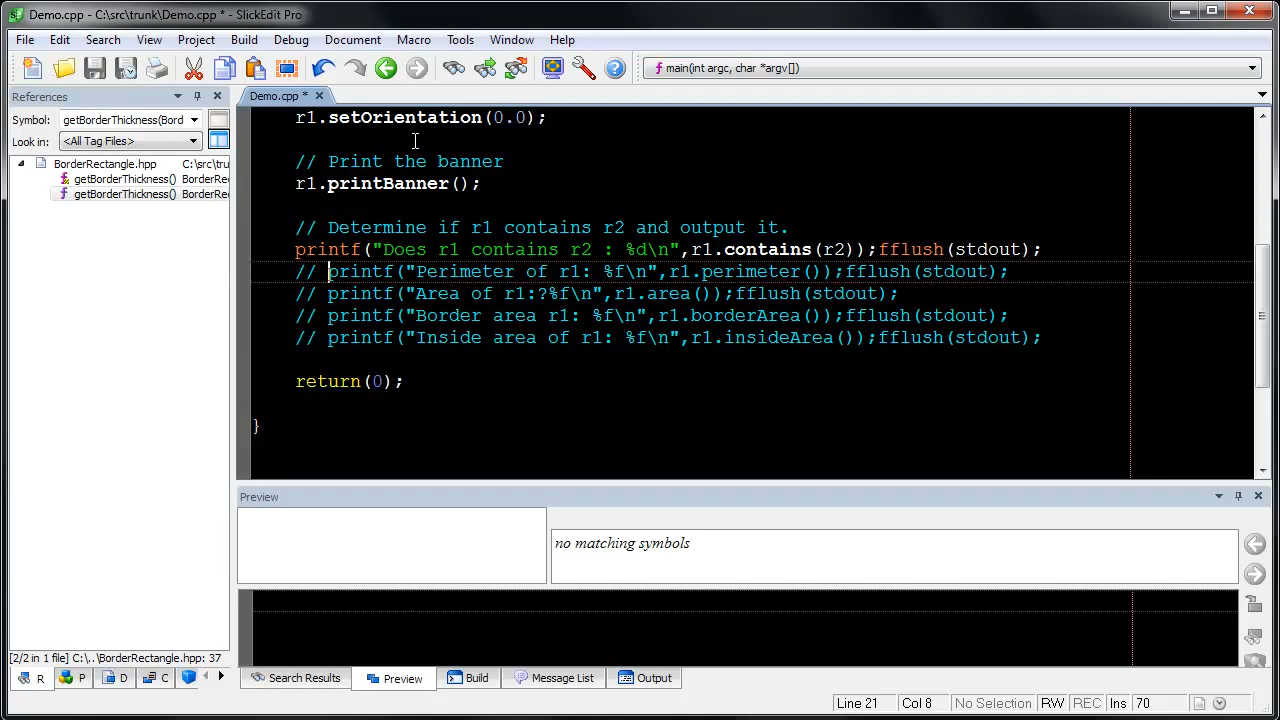 Demo.cpp - C:\src\trunk\Demo.cpp * - SlickEdit Pro
File Edit Search View Project Build Debug Document Macro Tools Window Help
main(int argc, char *argv[])
References
Symbol: getBorderThickness(Bord
Look in: <All Tag Files>
BorderRectangle.hpp C:\src\tru
getBorderThickness() BorderRec
getBorderThickness() BorderRec
[2/2 in 1 file] C:\..\BorderRectangle.hpp: 37
R P D C
Demo.cpp *
r1.setOrientation(0.0);
// Print the banner
r1.printBanner();
// Determine if r1 contains r2 and output it.
printf("Does r1 contains r2 : %d\n",r1.contains(r2));fflush(stdout);
// printf("Perimeter of r1: %f\n",r1.perimeter());fflush(stdout);
// printf("Area of r1:?%f\n",r1.area());fflush(stdout);
// printf("Border area r1: %f\n",r1.borderArea());fflush(stdout);
// printf("Inside area of r1: %f\n",r1.insideArea());fflush(stdout);
return(0);
}
Preview
no matching symbols
Search Results Preview Build Message List Output
Line 21 Col 8 No Selection RW REC Ins 70